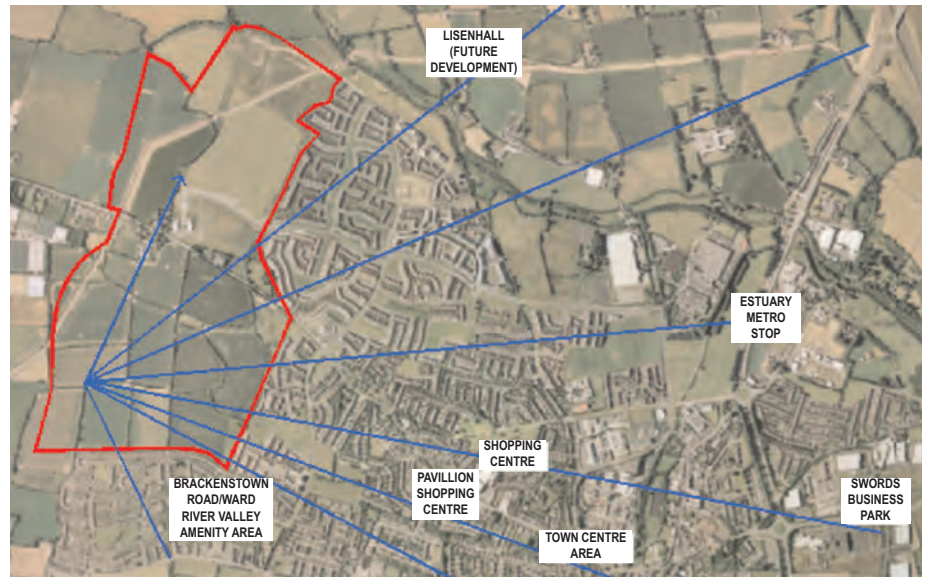 LISENHALL
(FUTURE
DEVELOPMENT)
ESTUARY
METRO
STOP
SHOPPING
CENTRE
PAVILLION
SHOPPING
CENTRE
BRACKENSTOWN
ROAD/WARD
RIVER VALLEY
AMENITY AREA
SWORDS
BUSINESS
PARK
TOWN CENTRE
AREA